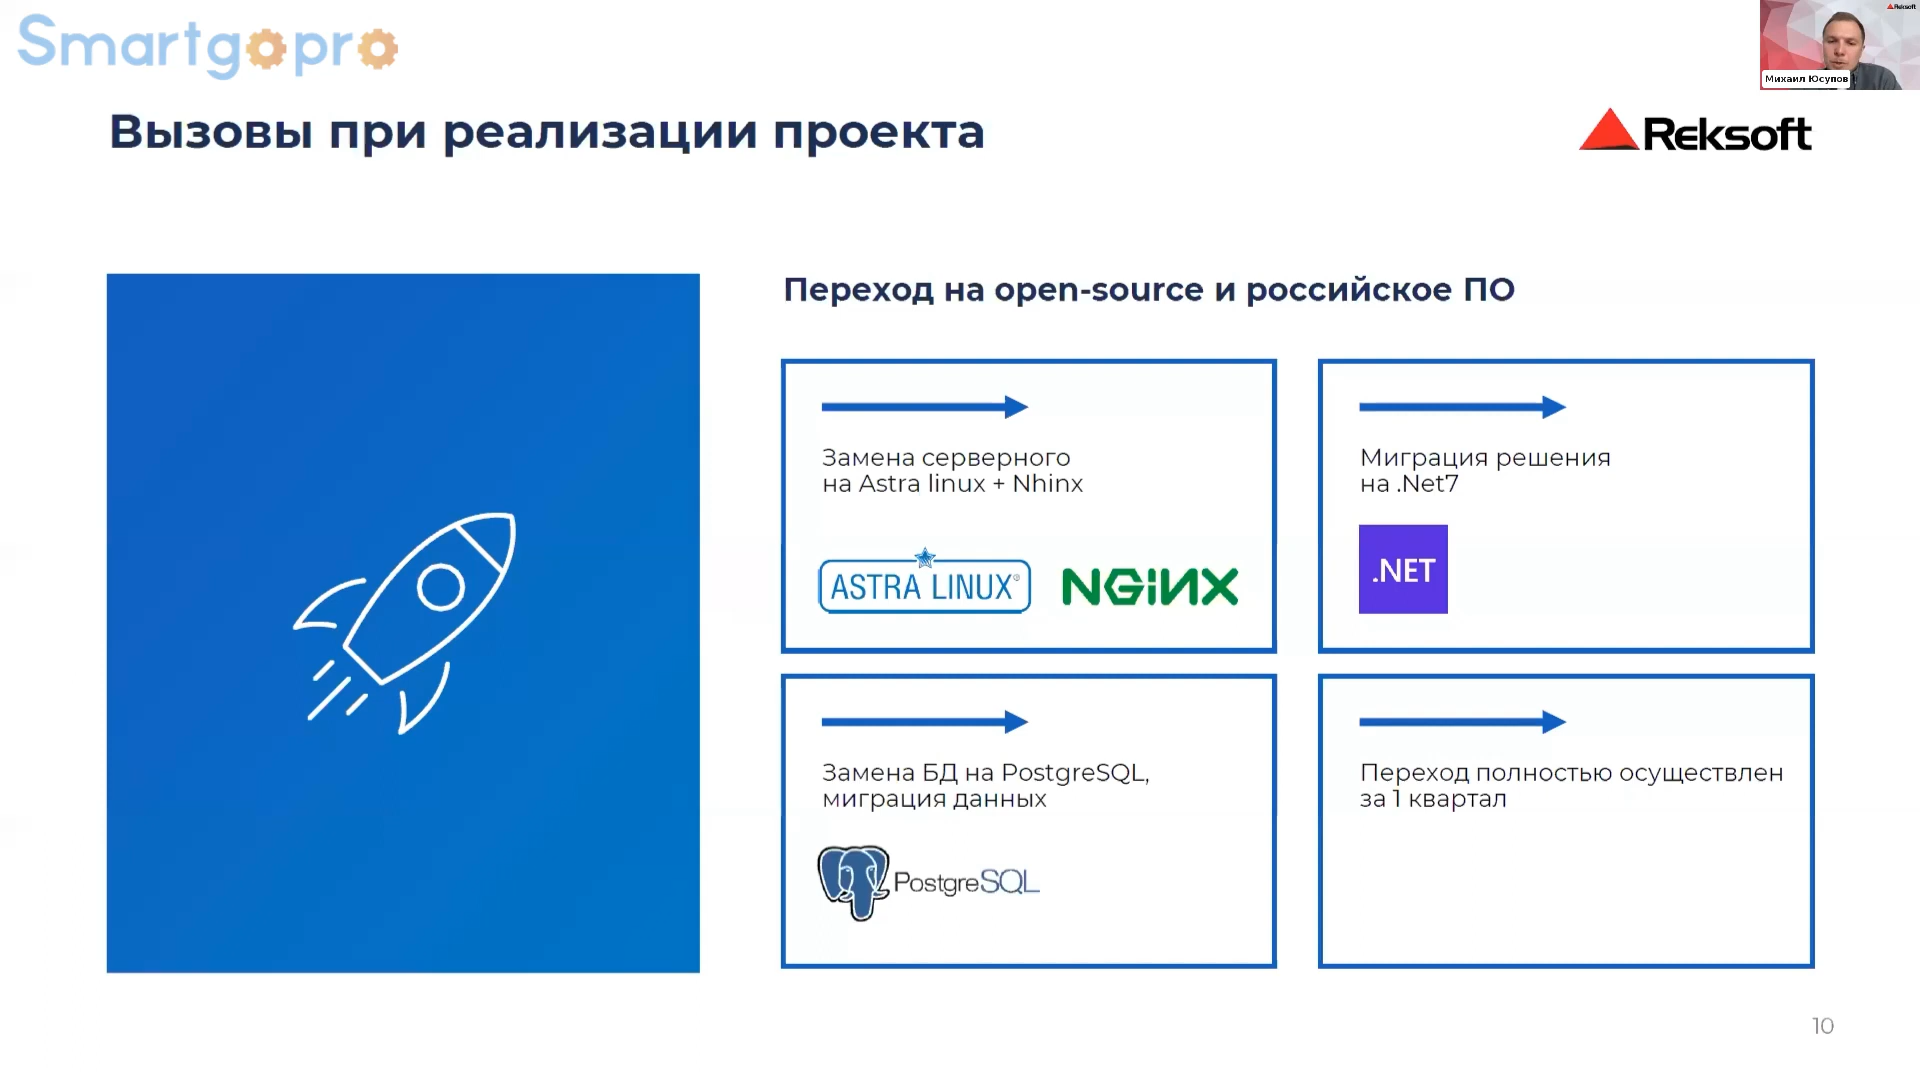 Smartgopro
Reksoft
Михаил Юсупов
Вызовы при реализации проекта
Reksoft
Переход на open-source и российское ПО
Замена серверного
на Astra linux + Nhinx
ASTRA LINUX®
NGiNX
Миграция решения
на .Net7
.NET
Замена БД на PostgreSQL,
миграция данных
PostgreSQL
Переход полностью осуществлен
за 1 квартал
10